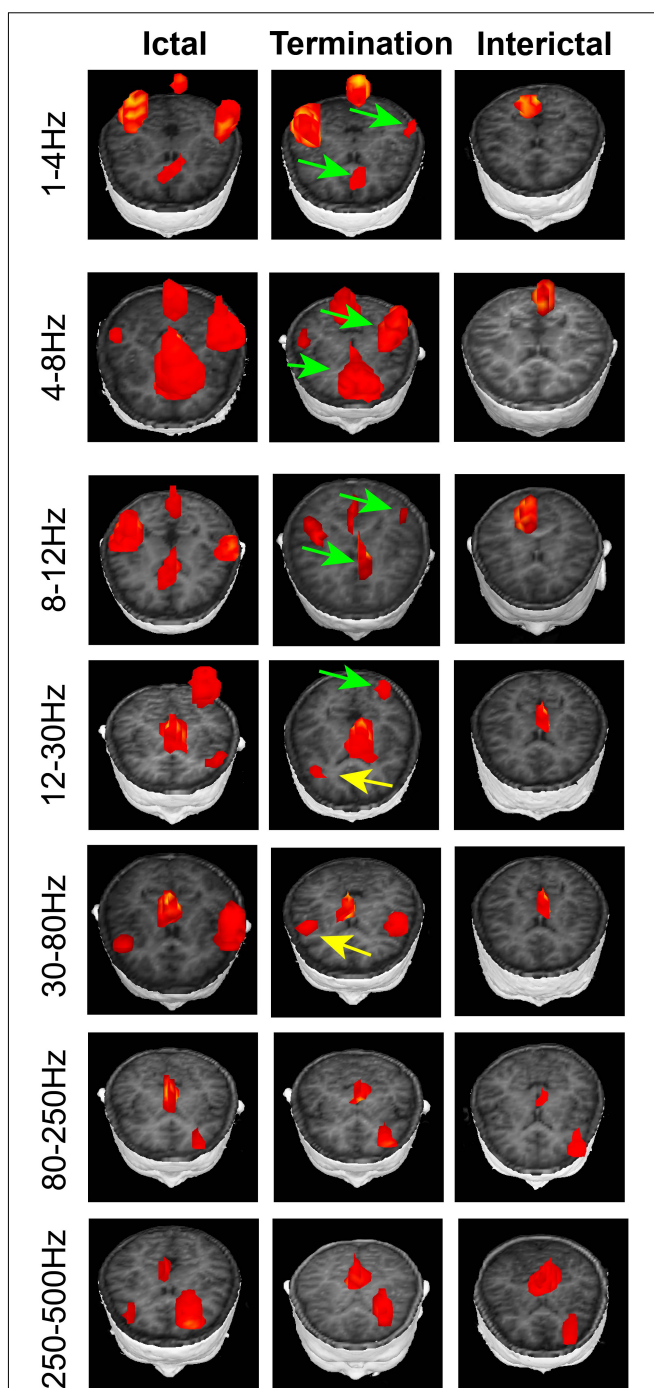 Ictal Termination Interictal
1-4Hz
4-8Hz
8-12Hz
12-30Hz
30-80Hz
80-250Hz
250-500Hz